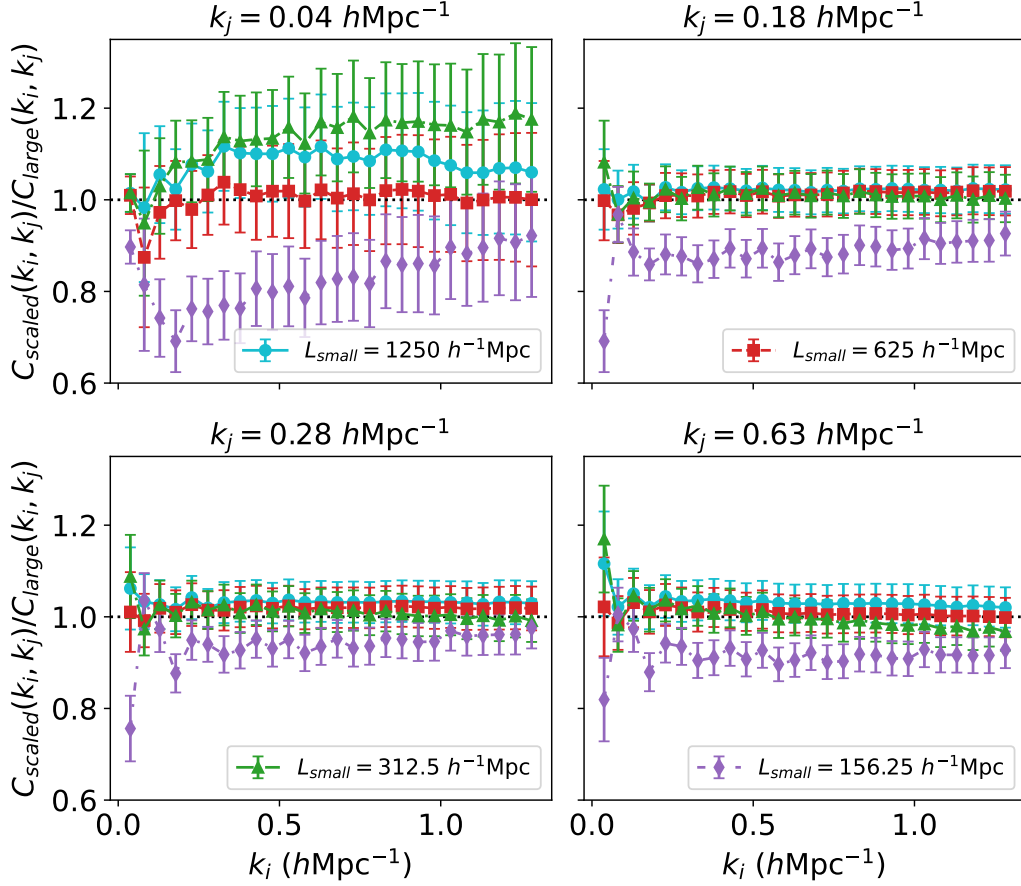 k_j = 0.04 hMpc⁻¹
k_j = 0.18 hMpc⁻¹
C_scaled(k_i, k_j)/C_large(k_i, k_j)
1.2
1.0
0.8
0.6
L_small = 1250 h⁻¹Mpc
L_small = 625 h⁻¹Mpc
k_j = 0.28 hMpc⁻¹
k_j = 0.63 hMpc⁻¹
C_scaled(k_i, k_j)/C_large(k_i, k_j)
1.2
1.0
0.8
0.6
L_small = 312.5 h⁻¹Mpc
L_small = 156.25 h⁻¹Mpc
0.0 0.5 1.0
0.0 0.5 1.0
k_i (hMpc⁻¹)
k_i (hMpc⁻¹)